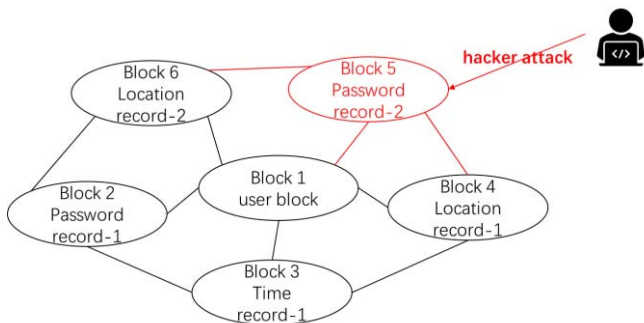 hacker attack
</>
Block 6
Location
record-2
Block 5
Password
record-2
Block 1
user block
Block 2
Password
record-1
Block 4
Location
record-1
Block 3
Time
record-1